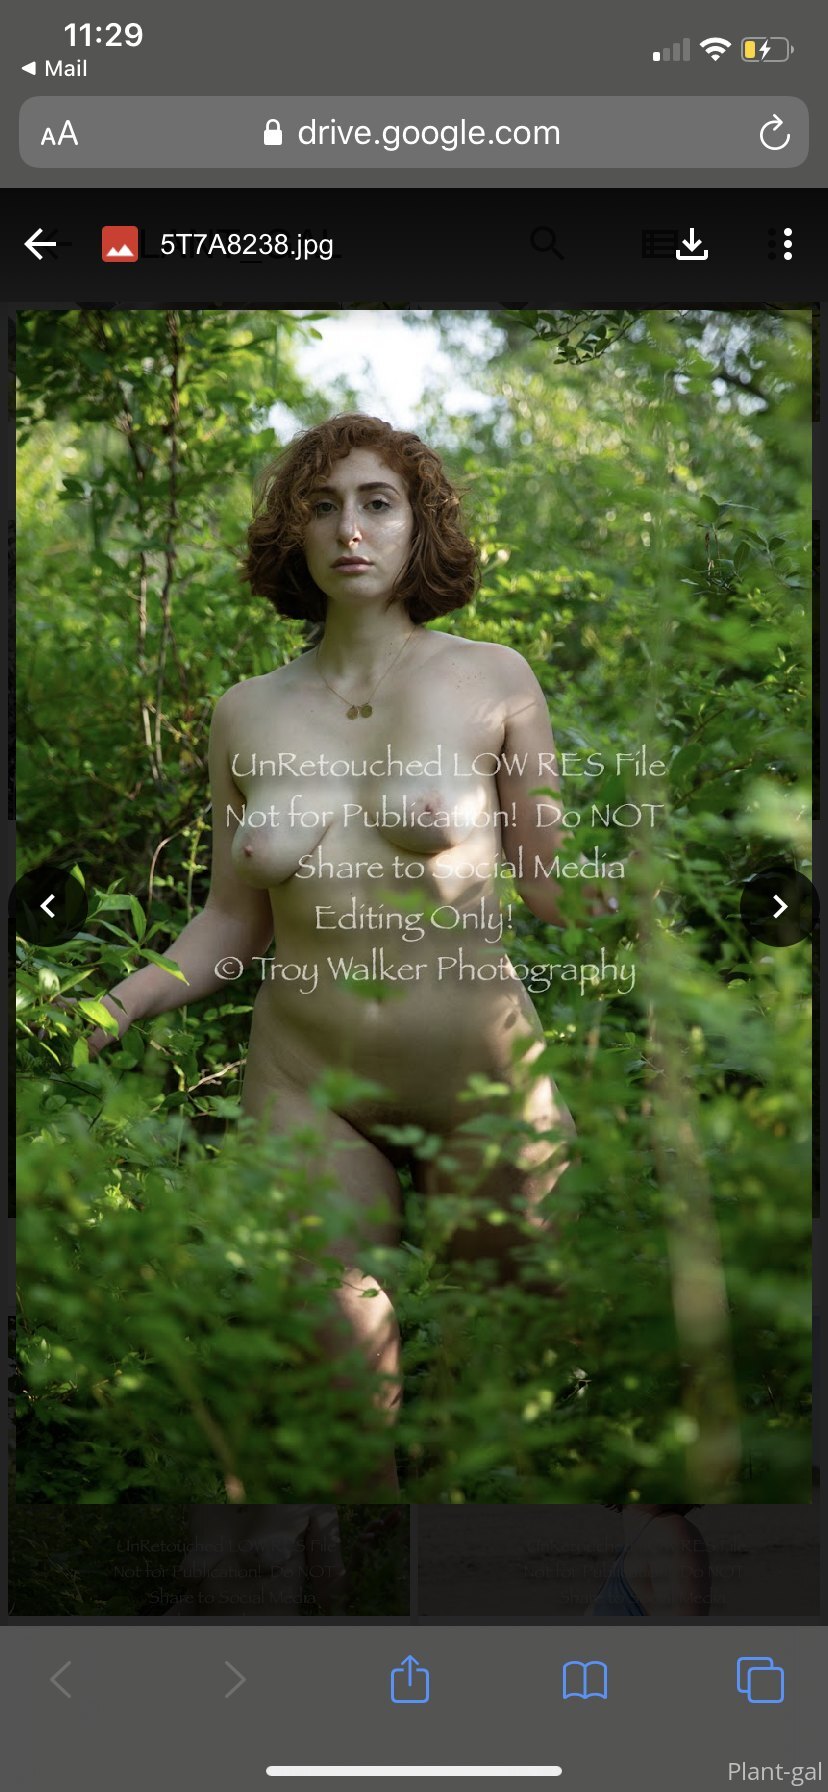 11:29
Mail
AA
drive.google.com
5T7A8238.jpg
UnRetouched LOW RES File
Not for Publication! Do NOT
Share to Social Media
Editing Only!
© Troy Walker Photography
UnRetouched LOW RES File
Not for Publication! Do NOT
Share to Social Media
UnRetouched LOW RES File
Not for Publication! Do NOT
Share to Social Media
Plant-gal